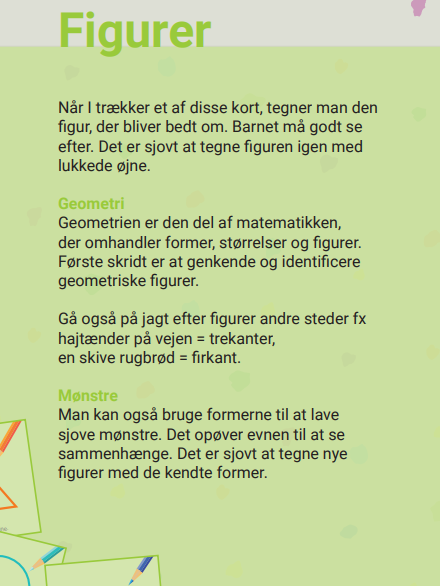 Figurer
Når I trækker et af disse kort, tegner man den
figur, der bliver bedt om. Barnet må godt se
efter. Det er sjovt at tegne figuren igen med
lukkede øjne.
Geometri
Geometrien er den del af matematikken,
der omhandler former, størrelser og figurer.
Første skridt er at genkende og identificere
geometriske figurer.
Gå også på jagt efter figurer andre steder fx
hajtænder på vejen = trekanter,
en skive rugbrød = firkant.
Mønstre
Man kan også bruge formerne til at lave
sjove mønstre. Det opøver evnen til at se
sammenhænge. Det er sjovt at tegne nye
figurer med de kendte former.